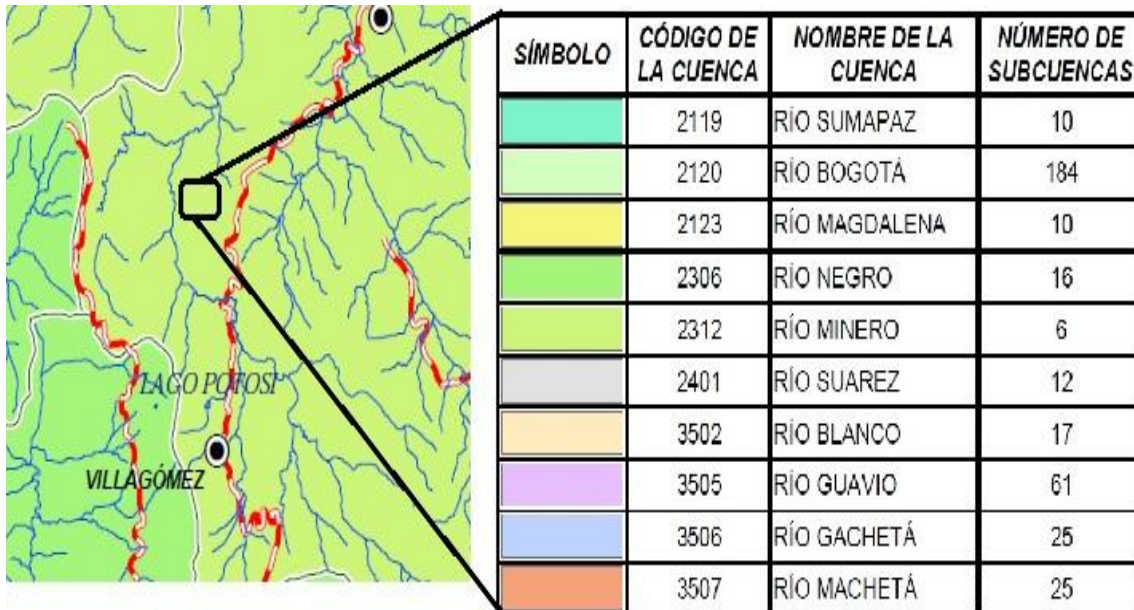 LAGO POTOSI
VILLAGÓMEZ
SÍMBOLO CÓDIGO DE LA CUENCA NOMBRE DE LA CUENCA NÚMERO DE SUBCUENCAS
2119 RÍO SUMAPAZ 10
2120 RÍO BOGOTÁ 184
2123 RÍO MAGDALENA 10
2306 RÍO NEGRO 16
2312 RÍO MINERO 6
2401 RÍO SUAREZ 12
3502 RÍO BLANCO 17
3505 RÍO GUAVIO 61
3506 RÍO GACHETÁ 25
3507 RÍO MACHETÁ 25